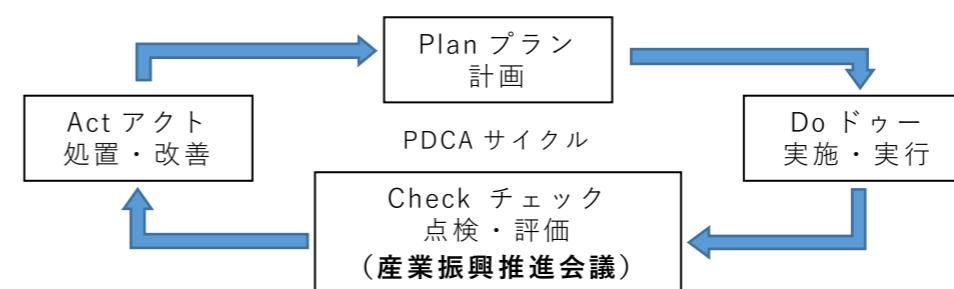 Plan プラン
計画
Act アクト
処置・改善
PDCA サイクル
Do ドゥー
実施・実行
Check チェック
点検・評価
（産業振興推進会議）